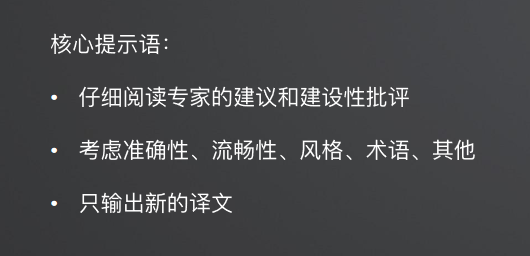 核心提示语：
• 仔细阅读专家的建议和建设性批评
• 考虑准确性、流畅性、风格、术语、其他
• 只输出新的译文